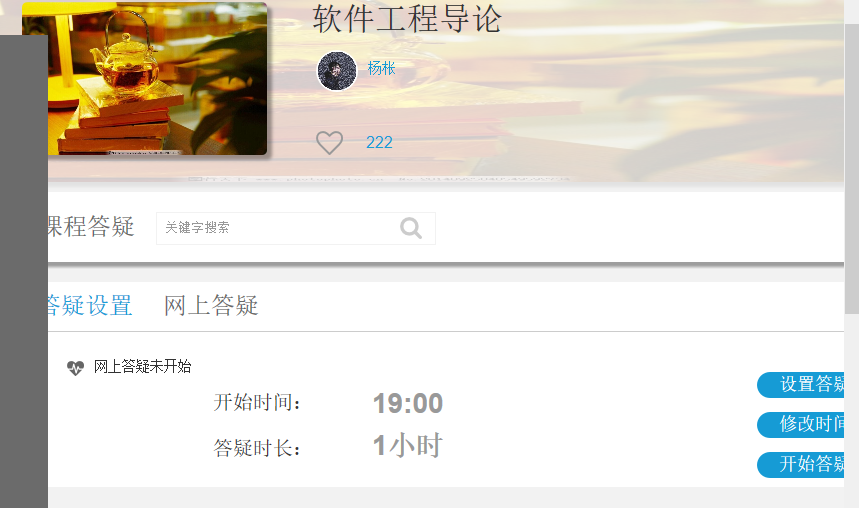 软件工程导论
杨枨
222
课程答疑
关键字搜索
答疑设置 网上答疑
网上答疑未开始
开始时间： 19:00
答疑时长： 1小时
设置答疑
修改时间
开始答疑